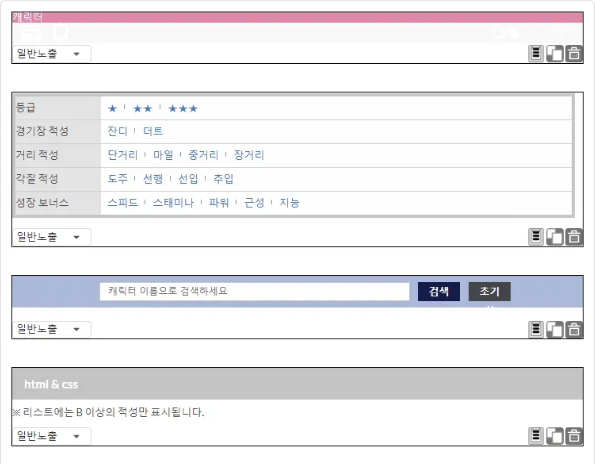 캐릭터
일반노출
등급 ★ ★★ ★★★
경기장 적성 잔디 더트
거리 적성 단거리 마일 중거리 장거리
각질 적성 도주 선행 선입 추입
성장 보너스 스피드 스태미나 파워 근성 지능
일반노출
캐릭터 이름으로 검색하세요 검색 초기
일반노출
html & css
※ 리스트에는 B 이상의 적성만 표시됩니다.
일반노출